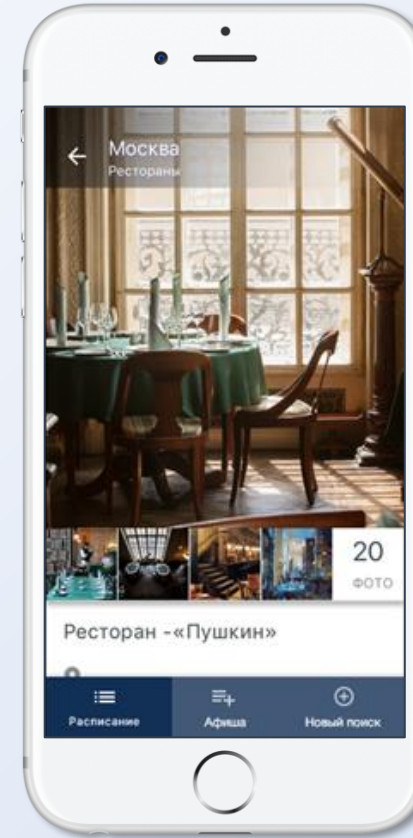 Москва
Рестораны
20
ФОТО
Ресторан -«Пушкин»
Расписание
Афиша
Новый поиск